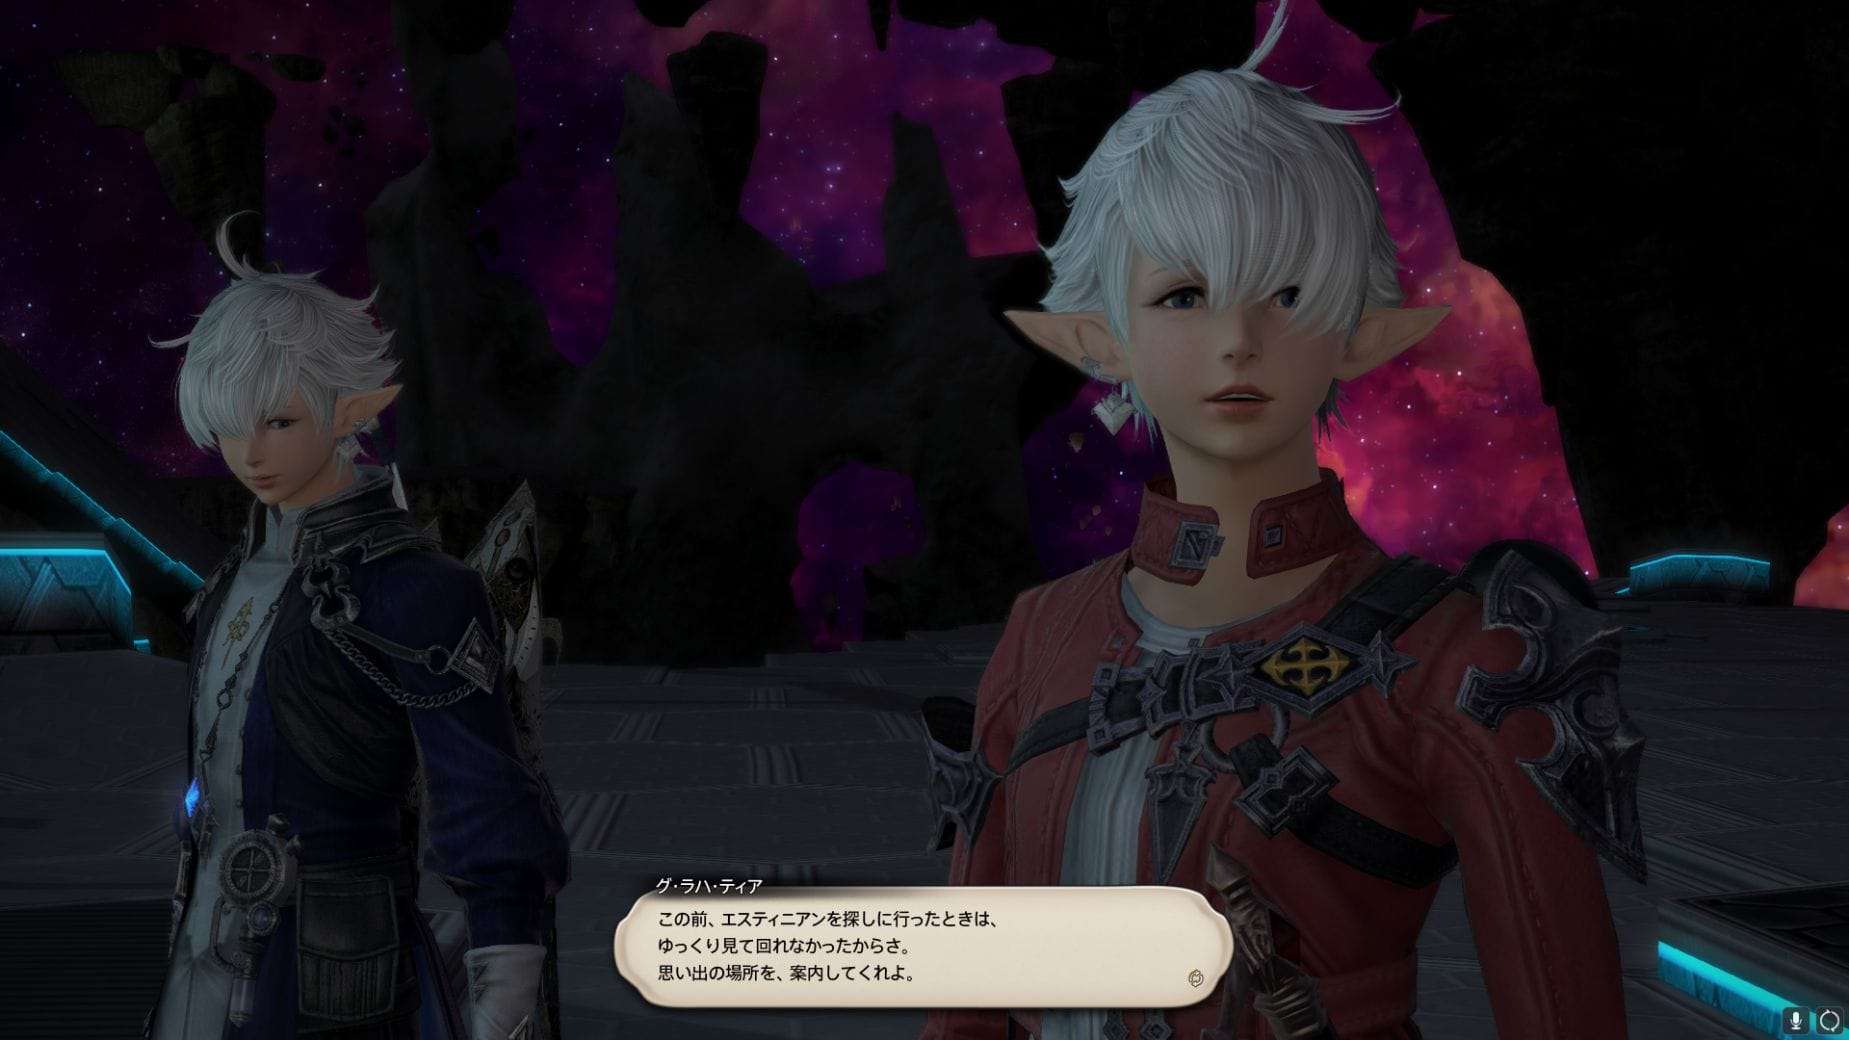 グ・ラハ・ティア
この前、エスティニアンを探しに行ったときは、
ゆっくり見て回れなかったからさ。
思い出の場所を、案内してくれよ。